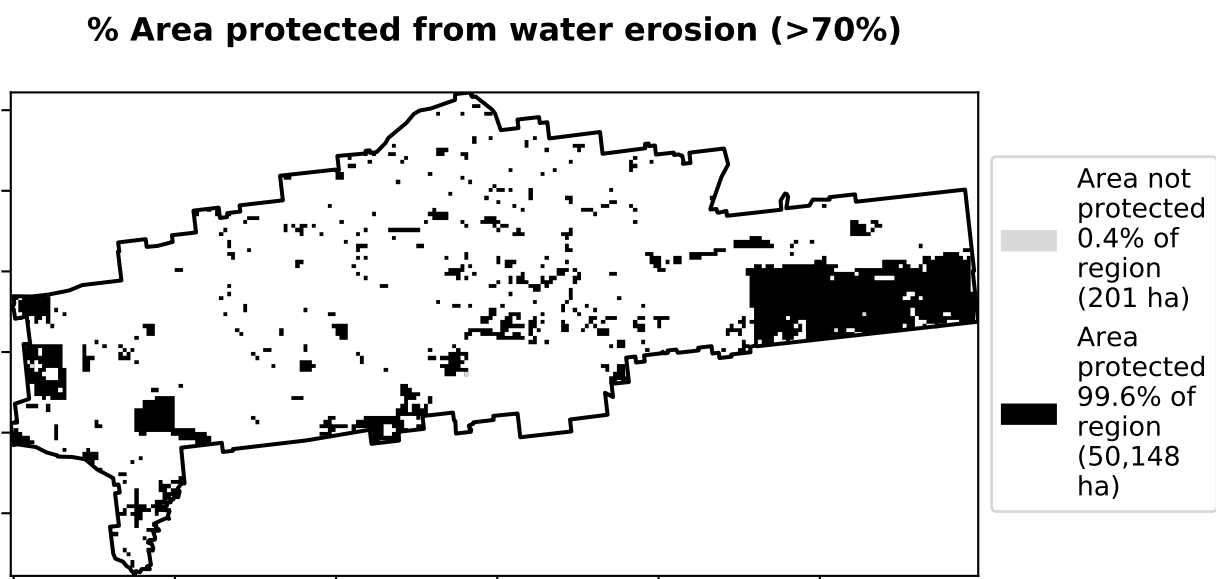 % Area protected from water erosion (>70%)
Area not
protected
0.4% of
region
(201 ha)
Area
protected
99.6% of
region
(50,148
ha)